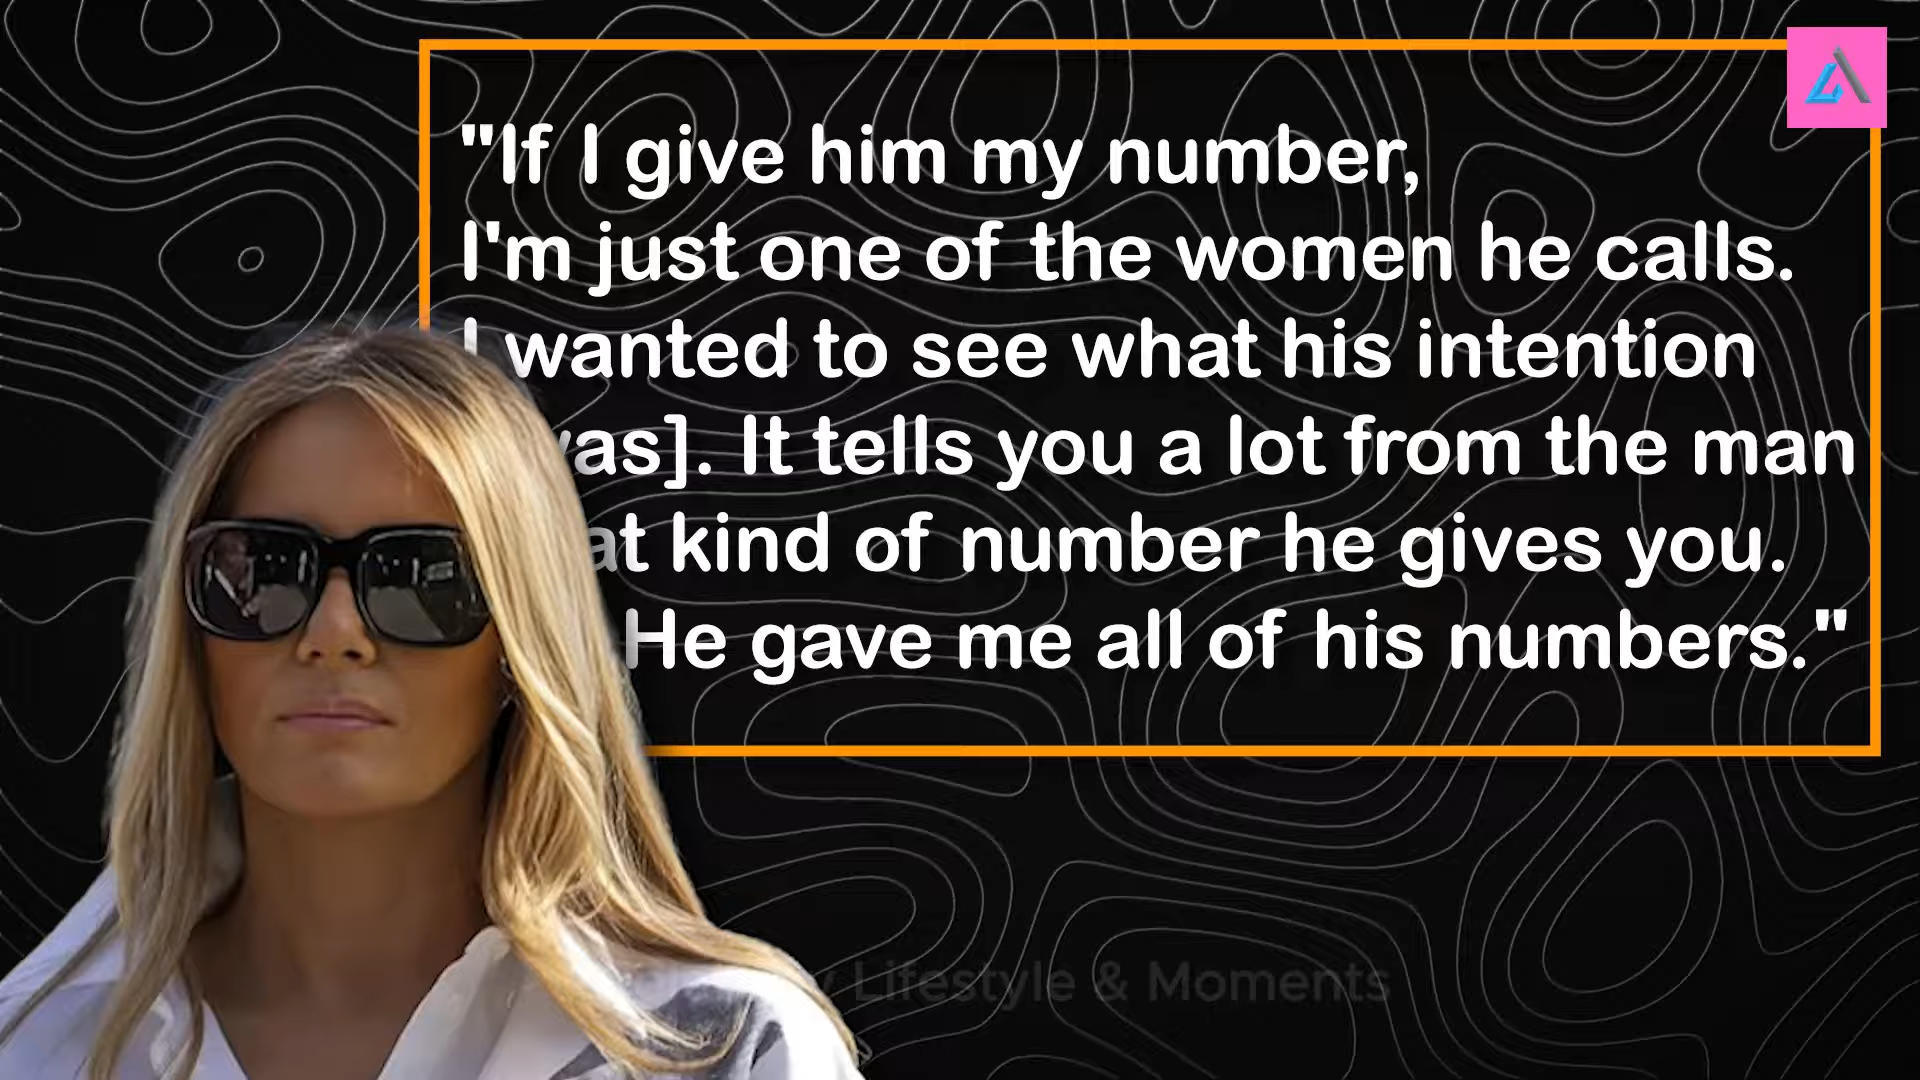 "If I give him my number,
I'm just one of the women he calls.
I wanted to see what his intention
as]. It tells you a lot from the man
at kind of number he gives you.
He gave me all of his numbers."
Lifestyle & Moments